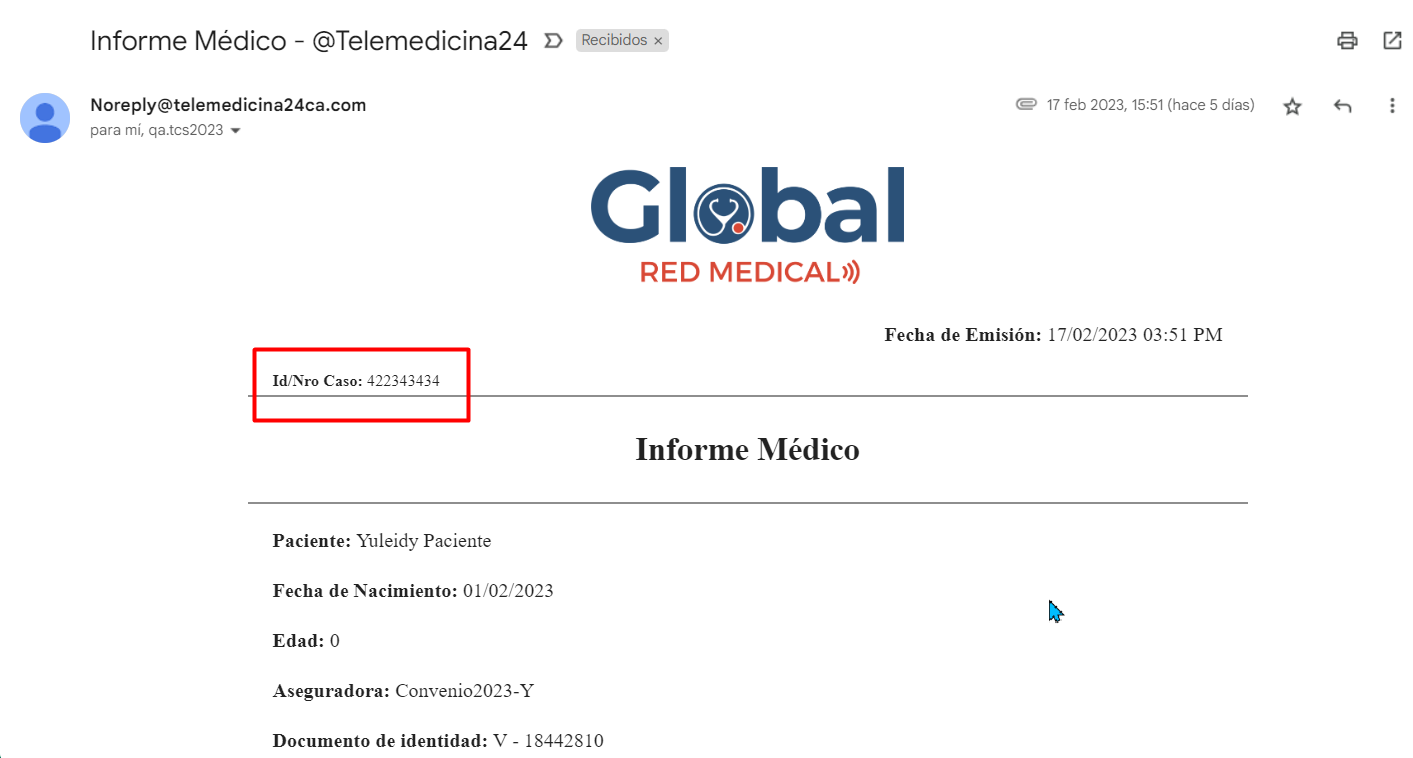 Informe Médico - @Telemedicina24 Recibidos ×
Noreply@telemedicina24ca.com 17 feb 2023, 15:51 (hace 5 días)
para mí, qa.tcs2023
Global
RED MEDICAL
Fecha de Emisión: 17/02/2023 03:51 PM
Id/Nro Caso: 422343434
Informe Médico
Paciente: Yuleidy Paciente
Fecha de Nacimiento: 01/02/2023
Edad: 0
Aseguradora: Convenio2023-Y
Documento de identidad: V - 18442810